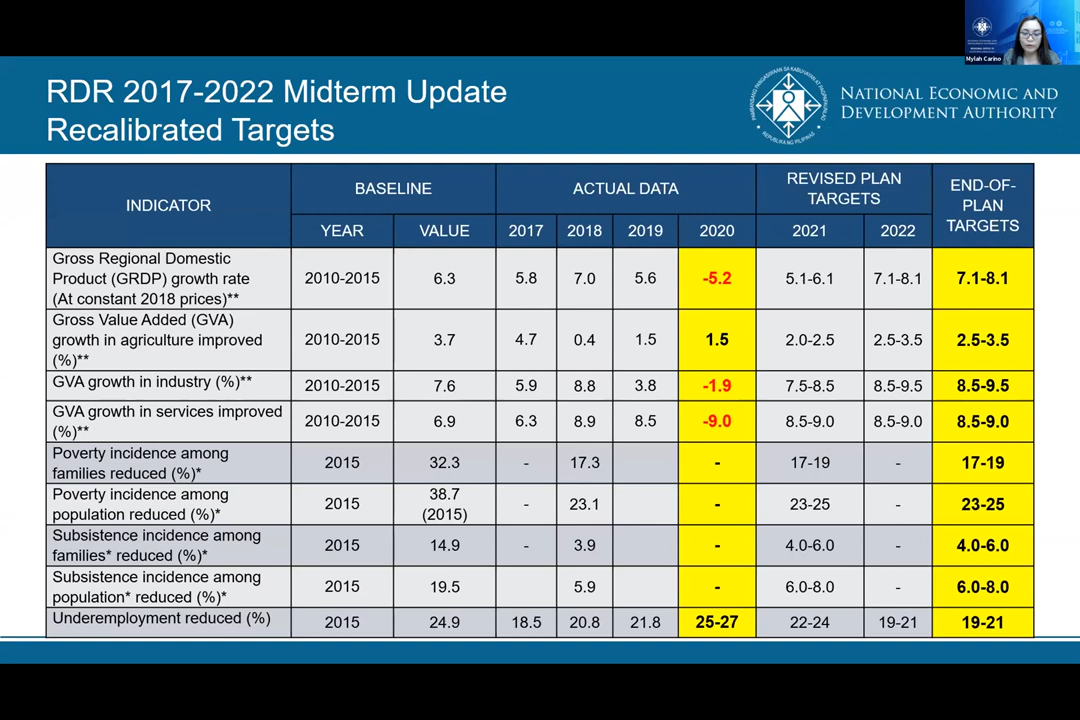 Mylah Carino
RDR 2017-2022 Midterm Update
Recalibrated Targets
NATIONAL ECONOMIC AND
DEVELOPMENT AUTHORITY
INDICATOR
BASELINE
ACTUAL DATA
REVISED PLAN
TARGETS
END-OF-
PLAN
TARGETS
YEAR VALUE 2017 2018 2019 2020 2021 2022
Gross Regional Domestic
Product (GRDP) growth rate
(At constant 2018 prices)**
2010-2015 6.3 5.8 7.0 5.6 -5.2 5.1-6.1 7.1-8.1 7.1-8.1
Gross Value Added (GVA)
growth in agriculture improved
(%)**
2010-2015 3.7 4.7 0.4 1.5 1.5 2.0-2.5 2.5-3.5 2.5-3.5
GVA growth in industry (%)** 2010-2015 7.6 5.9 8.8 3.8 -1.9 7.5-8.5 8.5-9.5 8.5-9.5
GVA growth in services improved
(%)**
2010-2015 6.9 6.3 8.9 8.5 -9.0 8.5-9.0 8.5-9.0 8.5-9.0
Poverty incidence among
families reduced (%)*
2015 32.3 - 17.3 - 17-19 - 17-19
Poverty incidence among
population reduced (%)*
2015 38.7
(2015)
- 23.1 - 23-25 - 23-25
Subsistence incidence among
families* reduced (%)*
2015 14.9 - 3.9 - 4.0-6.0 - 4.0-6.0
Subsistence incidence among
population* reduced (%)*
2015 19.5 5.9 - 6.0-8.0 - 6.0-8.0
Underemployment reduced (%) 2015 24.9 18.5 20.8 21.8 25-27 22-24 19-21 19-21